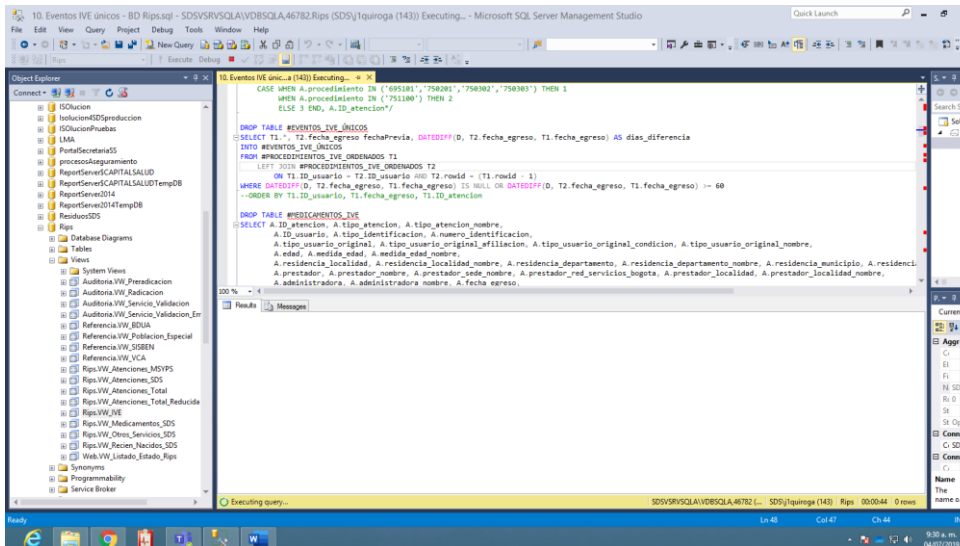 10. Eventos IVE únicos - BD Rips.sql - SDSVSRVSQLA\VDBSQLA,46782.Rips (SDS\j1quiroga (143)) Executing... - Microsoft SQL Server Management Studio
Quick Launch
File Edit View Query Project Debug Tools Window Help
New Query
Rips
Execute Debug
Object Explorer
Connect
ISOlucion
Isolucion4SDSproduccion
ISOlucionPruebas
LMA
PortalSecretariaSS
procesosAseguramiento
ReportServer$CAPITALSALUD
ReportServer$CAPITALSALUDTempDB
ReportServer2014
ReportServer2014TempDB
ResiduosSDS
Rips
Database Diagrams
Tables
Views
System Views
Auditoria.VW_Preradicacion
Auditoria.VW_Radicacion
Auditoria.VW_Servicio_Validacion
Auditoria.VW_Servicio_Validacion_Err
Referencia.VW_BDUA
Referencia.VW_Poblacion_Especial
Referencia.VW_SISBEN
Referencia.VW_VCA
Rips.VW_Atenciones_MSYPS
Rips.VW_Atenciones_SDS
Rips.VW_Atenciones_Total
Rips.VW_Atenciones_Total_Reducida
Rips.VW_IVE
Rips.VW_Medicamentos_SDS
Rips.VW_Otros_Servicios_SDS
Rips.VW_Recien_Nacidos_SDS
Web.VW_Listado_Estado_Rips
Synonyms
Programmability
Service Broker
10. Eventos IVE únic...a (143)) Executing...
CASE WHEN A.procedimiento IN ('695101','750201','750302','750303') THEN 1
WHEN A.procedimiento IN ('751100') THEN 2
ELSE 3 END, A.ID_atencion*/
DROP TABLE #EVENTOS_IVE_ÚNICOS
SELECT T1.*, T2.fecha_egreso fechaPrevia, DATEDIFF(D, T2.fecha_egreso, T1.fecha_egreso) AS días_diferencia
INTO #EVENTOS_IVE_ÚNICOS
FROM #PROCEDIMIENTOS_IVE_ORDENADOS T1
LEFT JOIN #PROCEDIMIENTOS_IVE_ORDENADOS T2
ON T1.ID_usuario = T2.ID_usuario AND T2.rowid = (T1.rowid - 1)
WHERE DATEDIFF(D, T2.fecha_egreso, T1.fecha_egreso) IS NULL OR DATEDIFF(D, T2.fecha_egreso, T1.fecha_egreso) >= 60
--ORDER BY T1.ID_usuario, T1.fecha_egreso, T1.ID_atencion
DROP TABLE #MEDICAMENTOS_IVE
SELECT A.ID_atencion, A.tipo_atencion, A.tipo_atencion_nombre,
A.ID_usuario, A.tipo_identificacion, A.numero_identificacion,
A.tipo_usuario_original, A.tipo_usuario_original_afiliacion, A.tipo_usuario_original_condicion, A.tipo_usuario_original_nombre,
A.edad, A.medida_edad, A.medida_edad_nombre,
A.residencia_localidad, A.residencia_localidad_nombre, A.residencia_departamento, A.residencia_departamento_nombre, A.residencia_municipio, A.residenci
A.prestador, A.prestador_nombre, A.prestador_sede_nombre, A.prestador_red_servicios_bogota, A.prestador_localidad, A.prestador_localidad_nombre,
A.administradora, A.administradora_nombre, A.fecha_egreso,
100 %
Results Messages
Executing query...
SDSVSRVSQLA\VDBSQLA,46782 (... SDS\j1quiroga (143) Rips 00:00:44 0 rows
Search S
Sol
Curren
Aggr
Conn
Conn
Name
The
name o
Ready
Ln 48 Col 47 Ch 44 IN
9:30 a. m.
04/07/2019